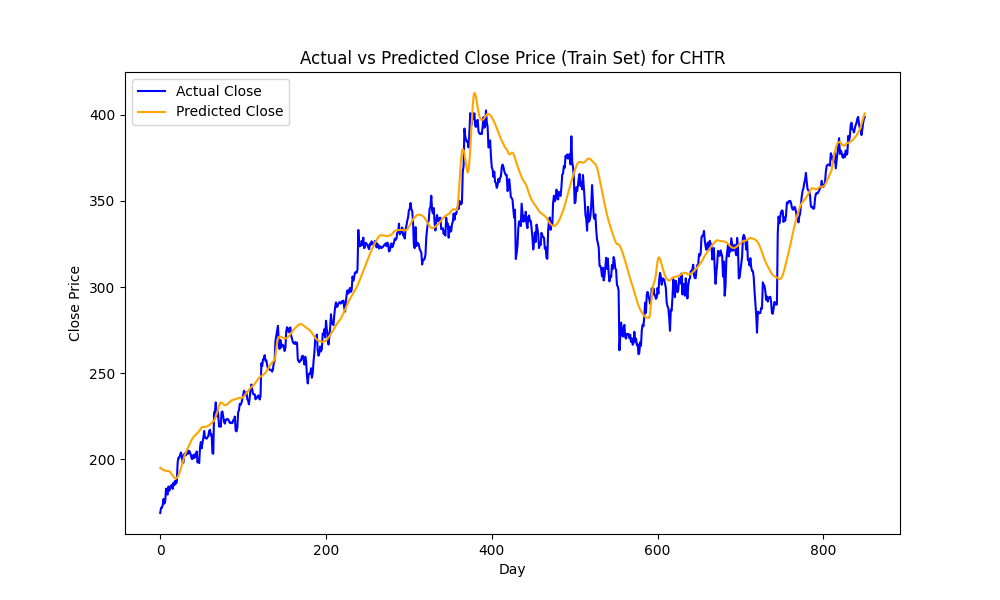 Actual vs Predicted Close Price (Train Set) for CHTR
Actual Close
Predicted Close
400
350
300
250
200
Close Price
0 200 400 600 800
Day